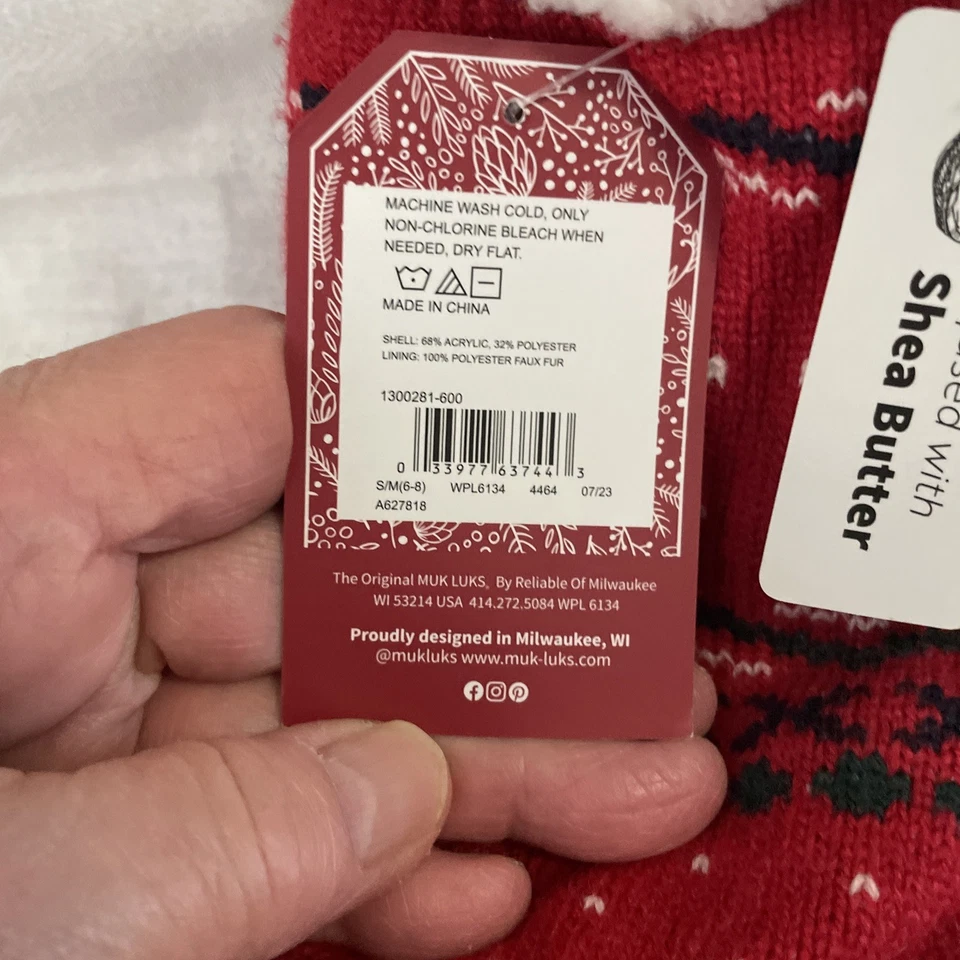 MACHINE WASH COLD, ONLY
NON-CHLORINE BLEACH WHEN
NEEDED, DRY FLAT.
MADE IN CHINA
SHELL: 68% ACRYLIC, 32% POLYESTER
LINING: 100% POLYESTER FAUX FUR
1300281-600
0 33977 63744 3
S/M(6-8) WPL6134 4464 07/23
A627818
The Original MUK LUKS, By Reliable Of Milwaukee
WI 53214 USA 414.272.5084 WPL 6134
Proudly designed in Milwaukee, WI
@mukluks www.muk-luks.com
with
Shea Butter